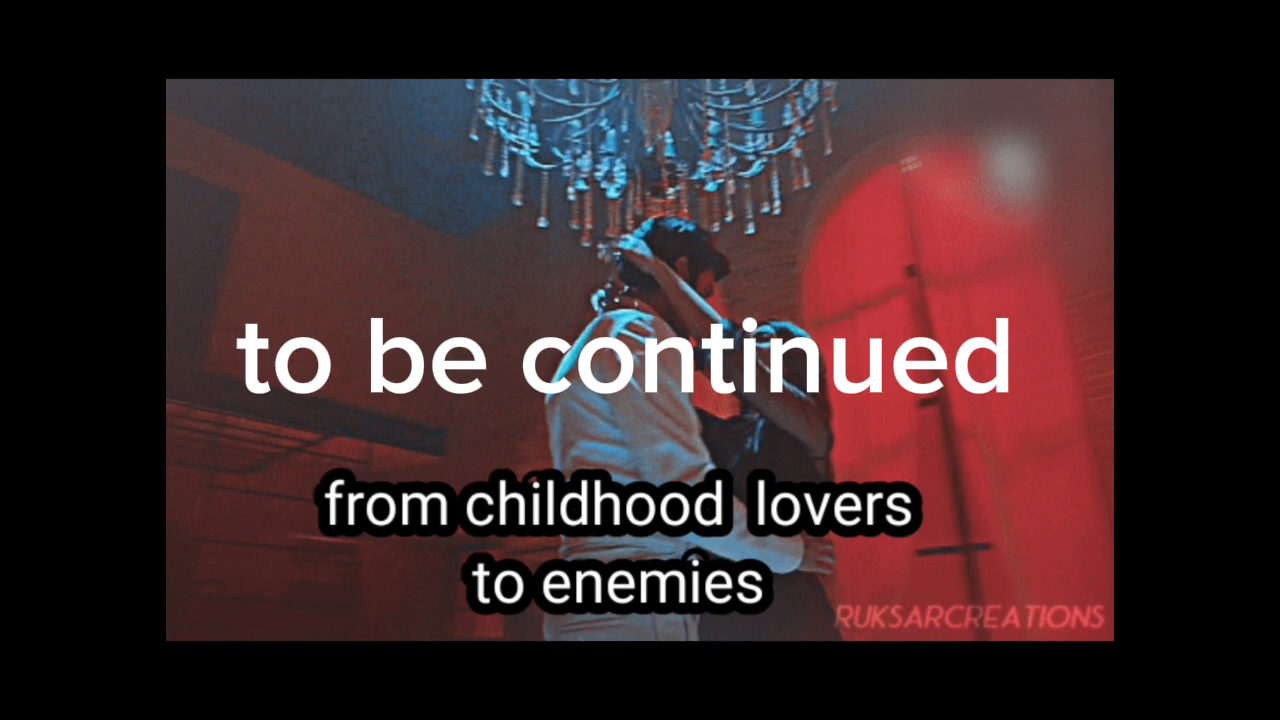 to be continued
from childhood lovers
to enemies
RUKSARCREATIONS